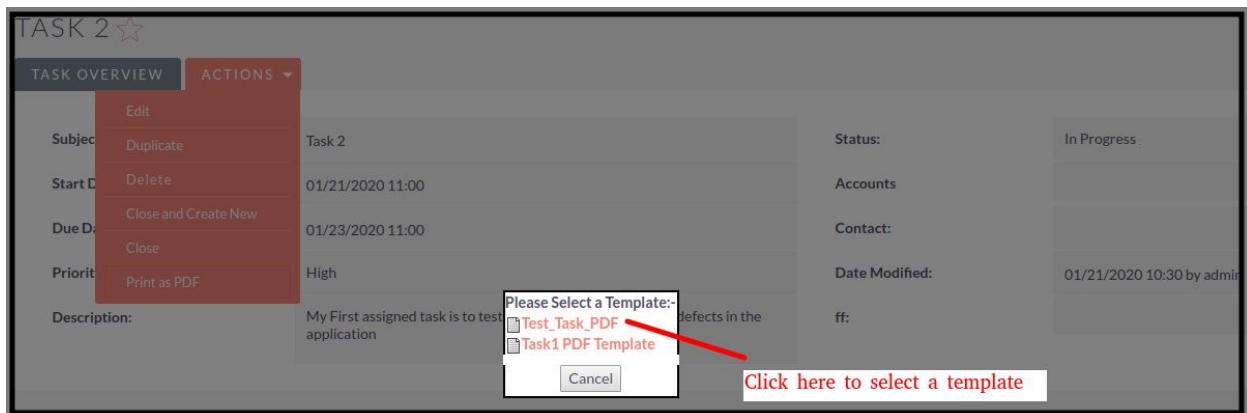 TASK 2
TASK OVERVIEW ACTIONS
Edit
Subjec Duplicate Task 2 Status: In Progress
Start D Delete 01/21/2020 11:00 Accounts
Close and Create New
Due Da 01/23/2020 11:00 Contact:
Close
Priorit Print as PDF High Date Modified: 01/21/2020 10:30 by admin
Please Select a Template:-
Description: My First assigned task is to test defects in the ff:
Test_Task_PDF
application
Task1 PDF Template
Cancel
Click here to select a template